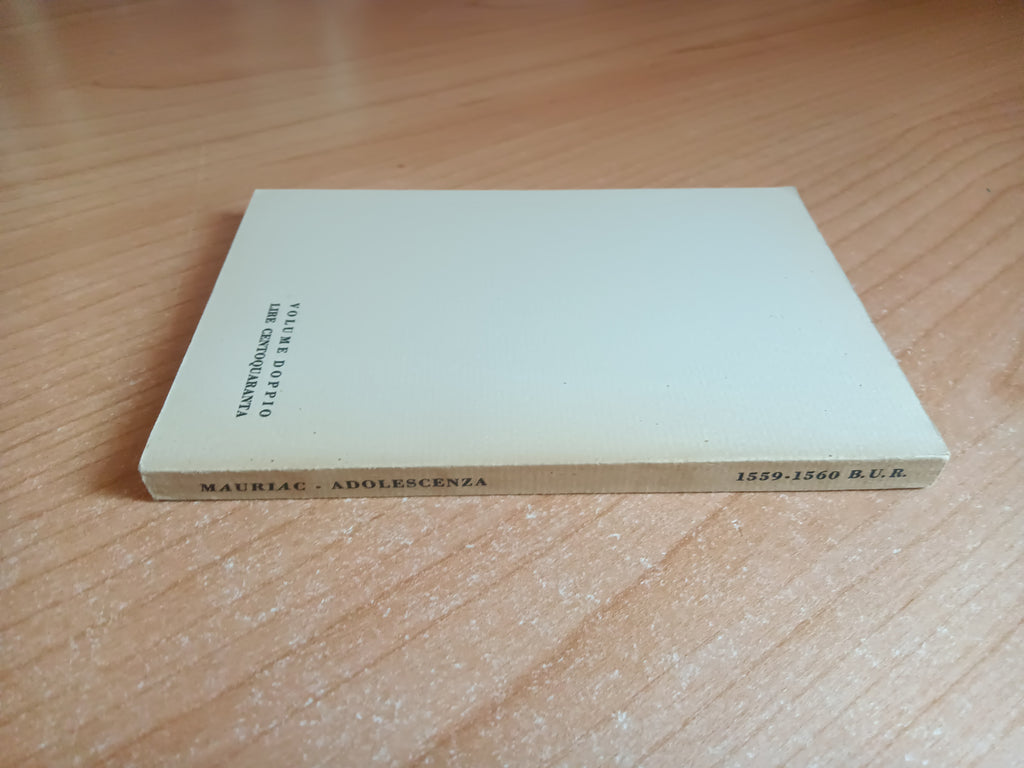 VOLUME DOPPIO
LIRE CENTOQUARANTA
MAURIAC - ADOLESCENZA
1559-1560 B.U.R.